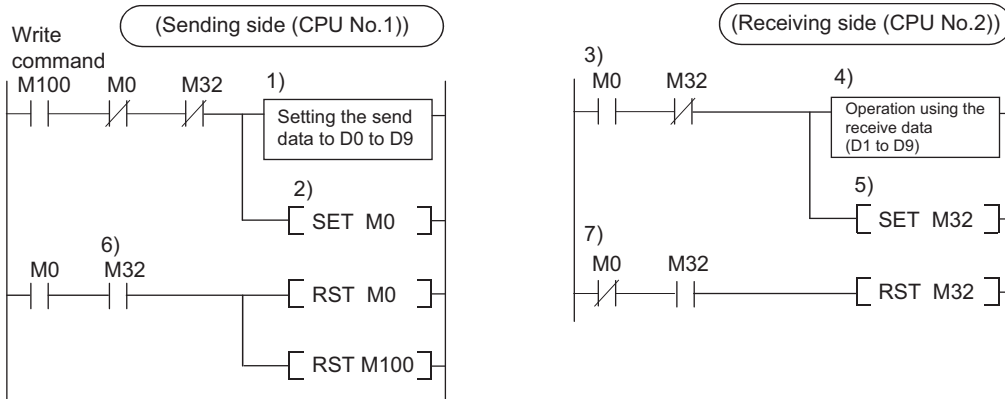 (Sending side (CPU No.1))
Write
command
M100 M0 M32
1)
Setting the send
data to D0 to D9
2)
SET M0
6)
M0 M32
RST M0
RST M100
(Receiving side (CPU No.2))
3)
M0 M32
4)
Operation using the
receive data
(D1 to D9)
5)
SET M32
7)
M0 M32
RST M32